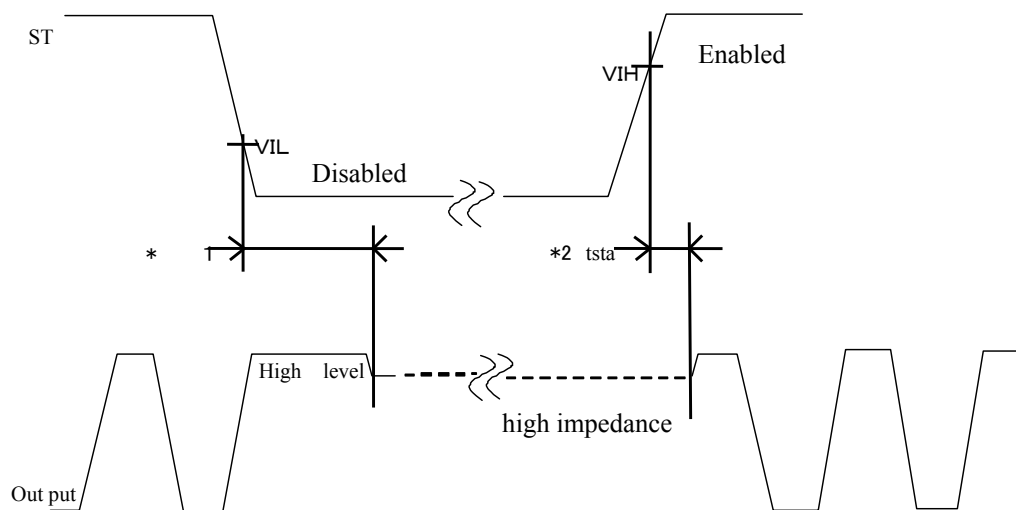 ST
Enabled
VIH
VIL
Disabled
* 1
*2 tsta
High level
high impedance
Out put